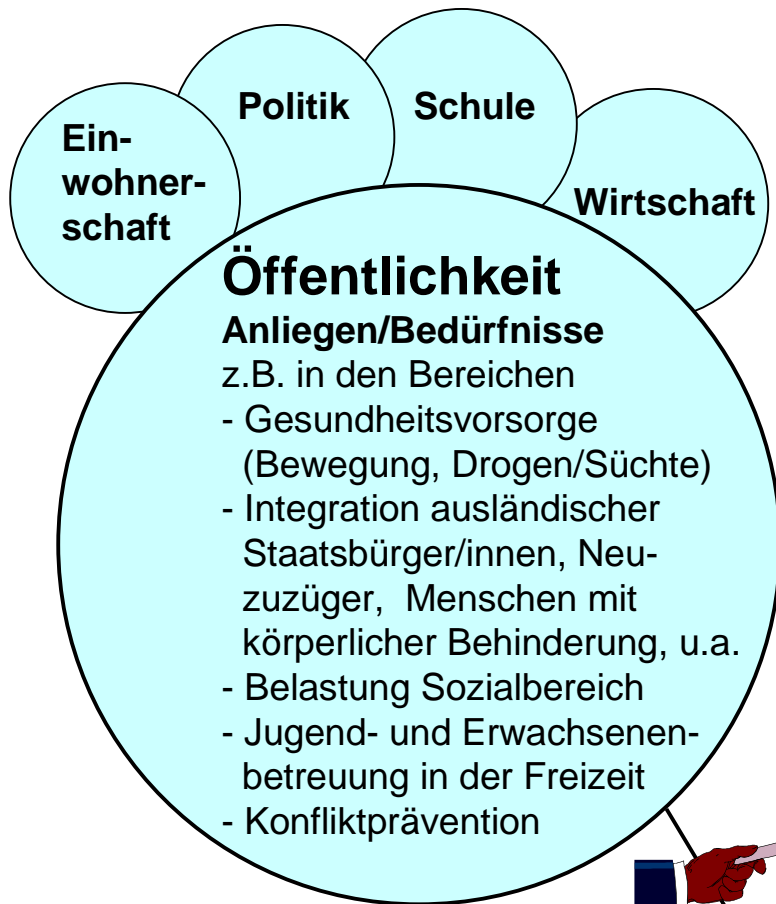 Politik
Schule
Ein-
wohner-
schaft
Wirtschaft
Öffentlichkeit
Anliegen/Bedürfnisse
z.B. in den Bereichen
- Gesundheitsvorsorge
(Bewegung, Drogen/Süchte)
- Integration ausländischer
Staatsbürger/innen, Neu-
zuzüger, Menschen mit
körperlicher Behinderung, u.a.
- Belastung Sozialbereich
- Jugend- und Erwachsenen-
betreuung in der Freizeit
- Konfliktprävention